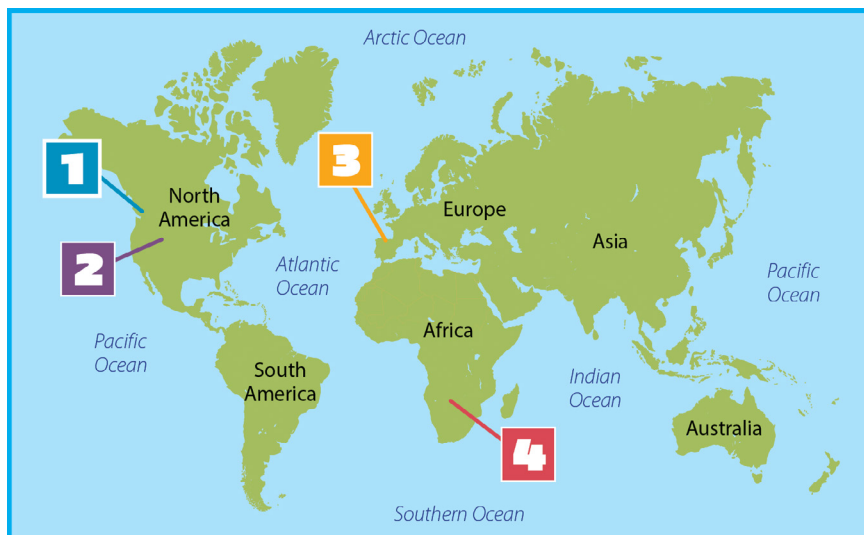 Arctic Ocean
1
3
North
America
Europe
2
Asia
Atlantic
Ocean
Pacific
Ocean
Pacific
Ocean
Africa
South
America
Indian
Ocean
Australia
4
Southern Ocean